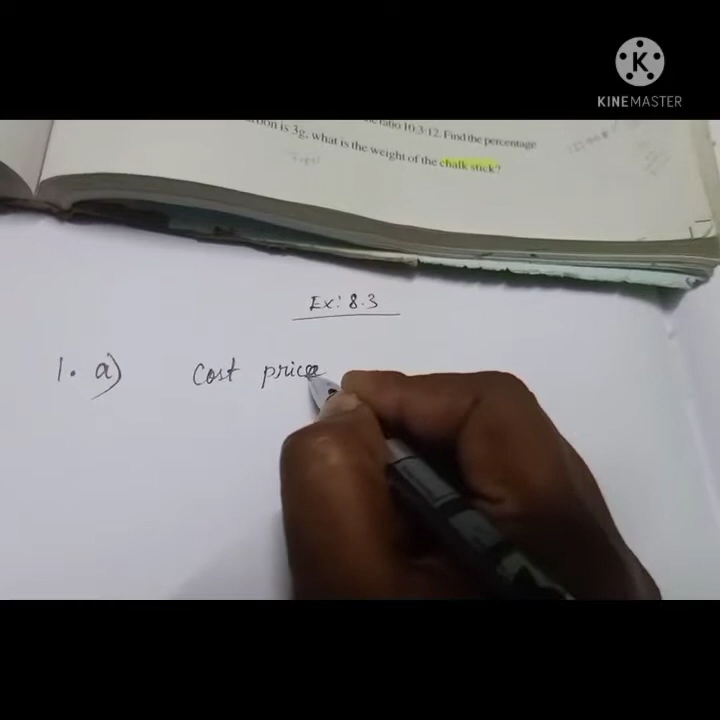 KINEMASTER
ratio 10:3:12. Find the percentage
is 3g, what is the weight of the chalk stick?
Ex: 8.3
1. a) cost price